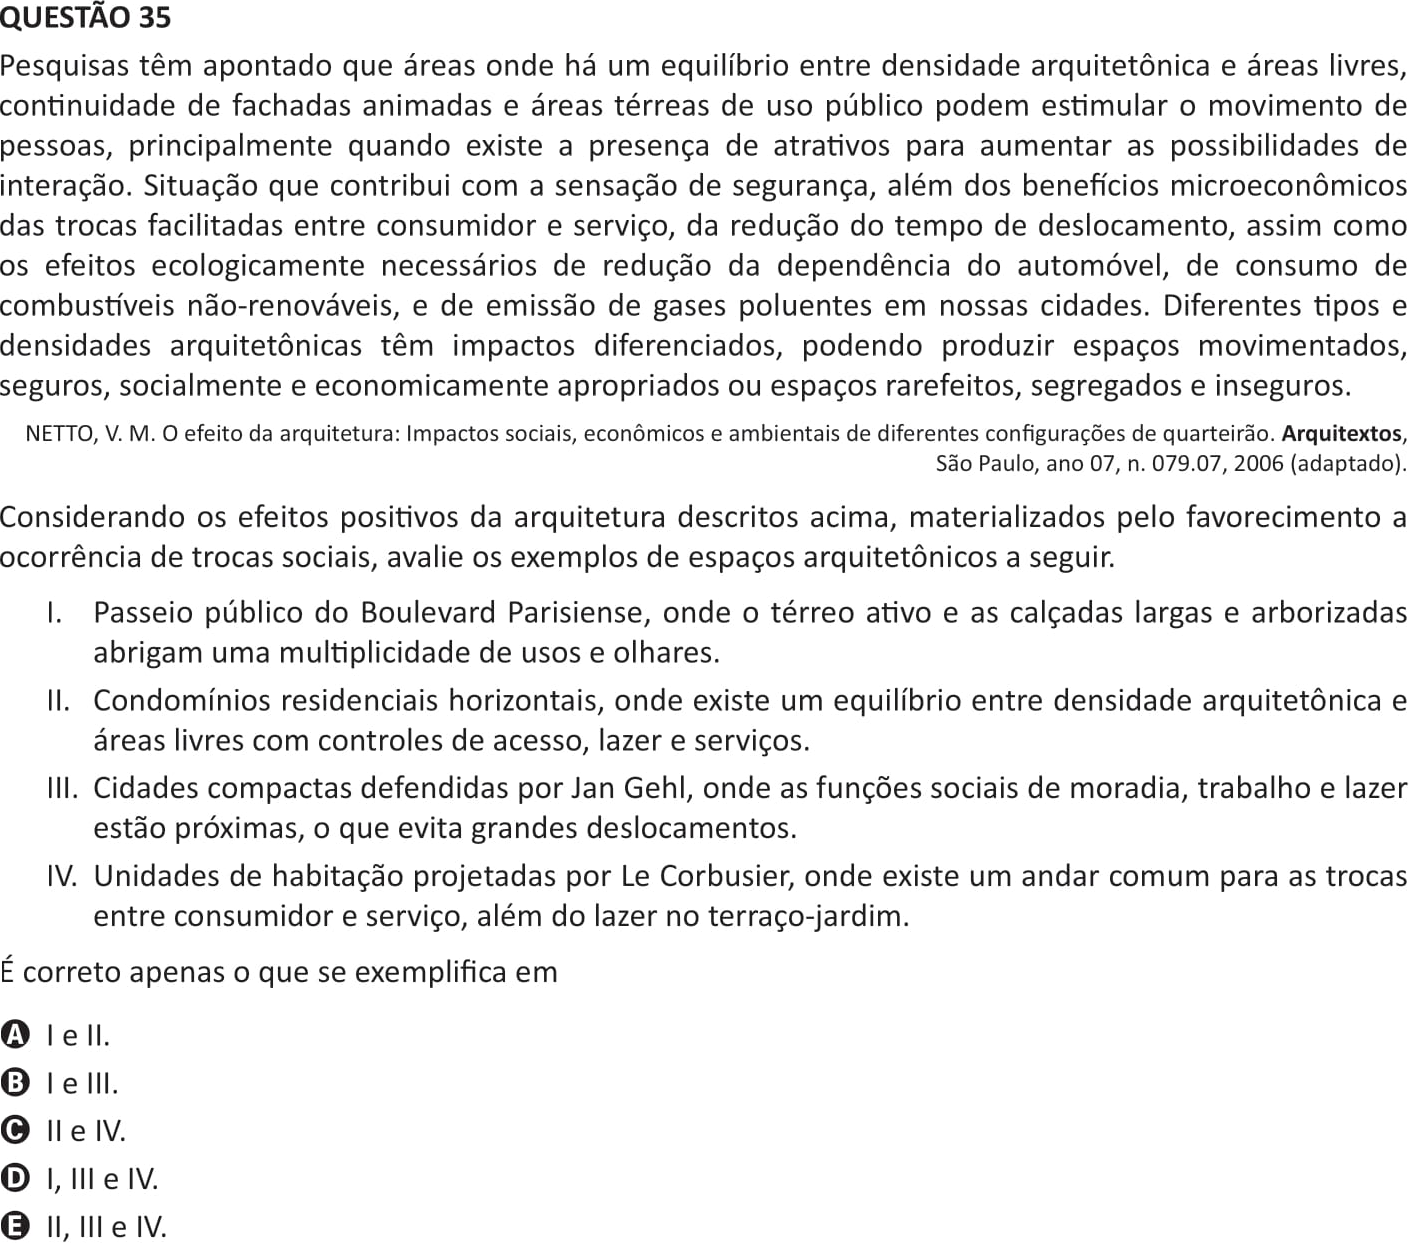 QUESTÃO 35
Pesquisas têm apontado que áreas onde há um equilíbrio entre densidade arquitetônica e áreas livres,
continuidade de fachadas animadas e áreas térreas de uso público podem estimular o movimento de
pessoas, principalmente quando existe a presença de atrativos para aumentar as possibilidades de
interação. Situação que contribui com a sensação de segurança, além dos benefícios microeconômicos
das trocas facilitadas entre consumidor e serviço, da redução do tempo de deslocamento, assim como
os efeitos ecologicamente necessários de redução da dependência do automóvel, de consumo de
combustíveis não-renováveis, e de emissão de gases poluentes em nossas cidades. Diferentes tipos e
densidades arquitetônicas têm impactos diferenciados, podendo produzir espaços movimentados,
seguros, socialmente e economicamente apropriados ou espaços rarefeitos, segregados e inseguros.
NETTO, V. M. O efeito da arquitetura: Impactos sociais, econômicos e ambientais de diferentes configurações de quarteirão. Arquitextos,
São Paulo, ano 07, n. 079.07, 2006 (adaptado).
Considerando os efeitos positivos da arquitetura descritos acima, materializados pelo favorecimento a
ocorrência de trocas sociais, avalie os exemplos de espaços arquitetônicos a seguir.
I. Passeio público do Boulevard Parisiense, onde o térreo ativo e as calçadas largas e arborizadas
abrigam uma multiplicidade de usos e olhares.
II. Condomínios residenciais horizontais, onde existe um equilíbrio entre densidade arquitetônica e
áreas livres com controles de acesso, lazer e serviços.
III. Cidades compactas defendidas por Jan Gehl, onde as funções sociais de moradia, trabalho e lazer
estão próximas, o que evita grandes deslocamentos.
IV. Unidades de habitação projetadas por Le Corbusier, onde existe um andar comum para as trocas
entre consumidor e serviço, além do lazer no terraço-jardim.
É correto apenas o que se exemplifica em
A I e II.
B I e III.
C II e IV.
D I, III e IV.
E II, III e IV.